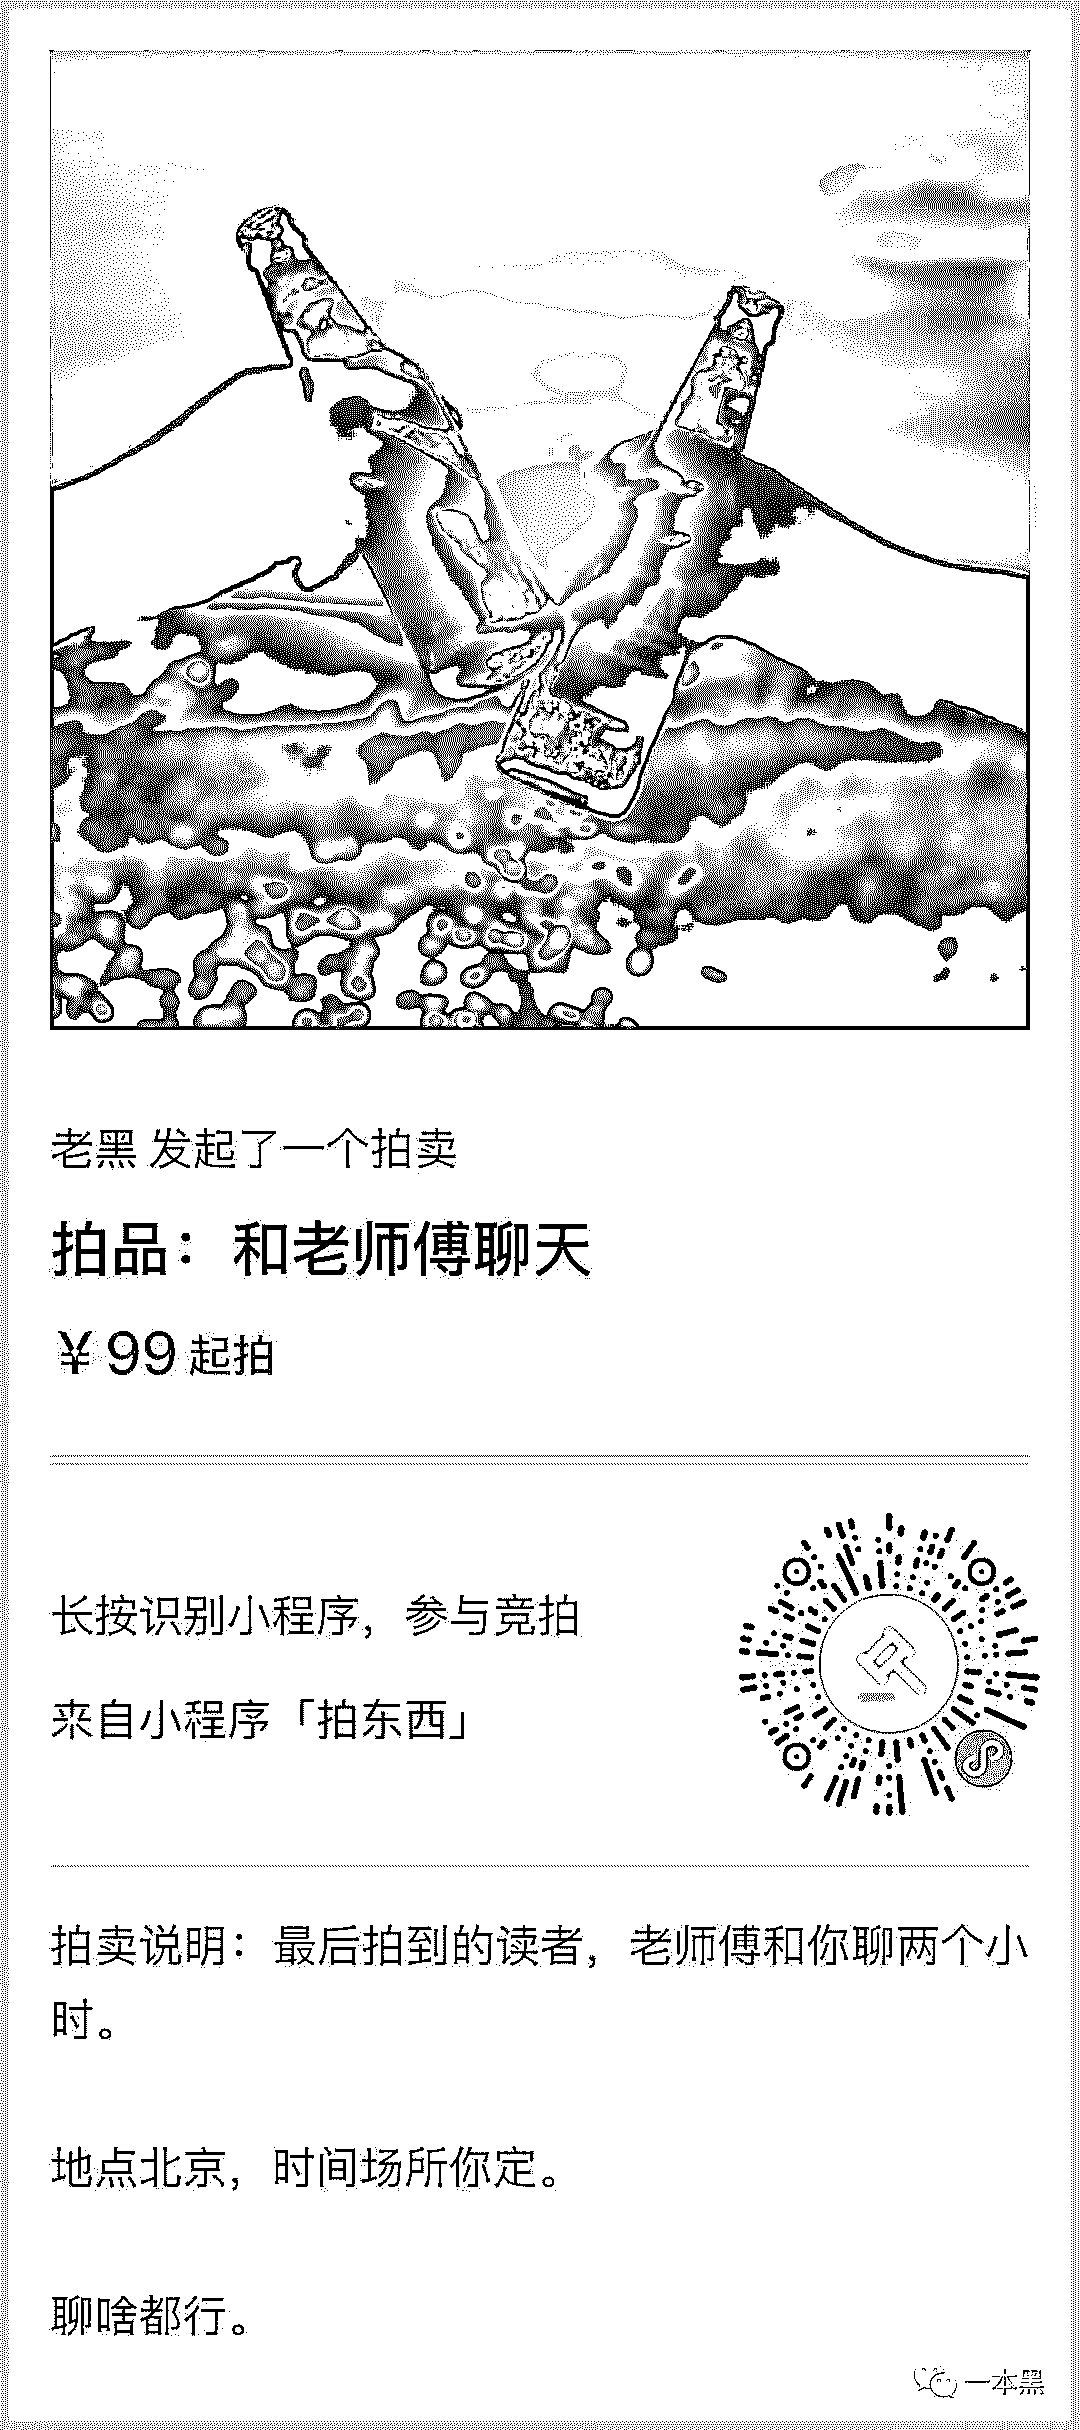 老黑 发起了一个拍卖
拍品：和老师傅聊天
¥ 99 起拍
长按识别小程序，参与竞拍
来自小程序「拍东西」
拍卖说明：最后拍到的读者，老师傅和你聊两个小
时。
地点北京，时间场所你定。
聊啥都行。
一本黑